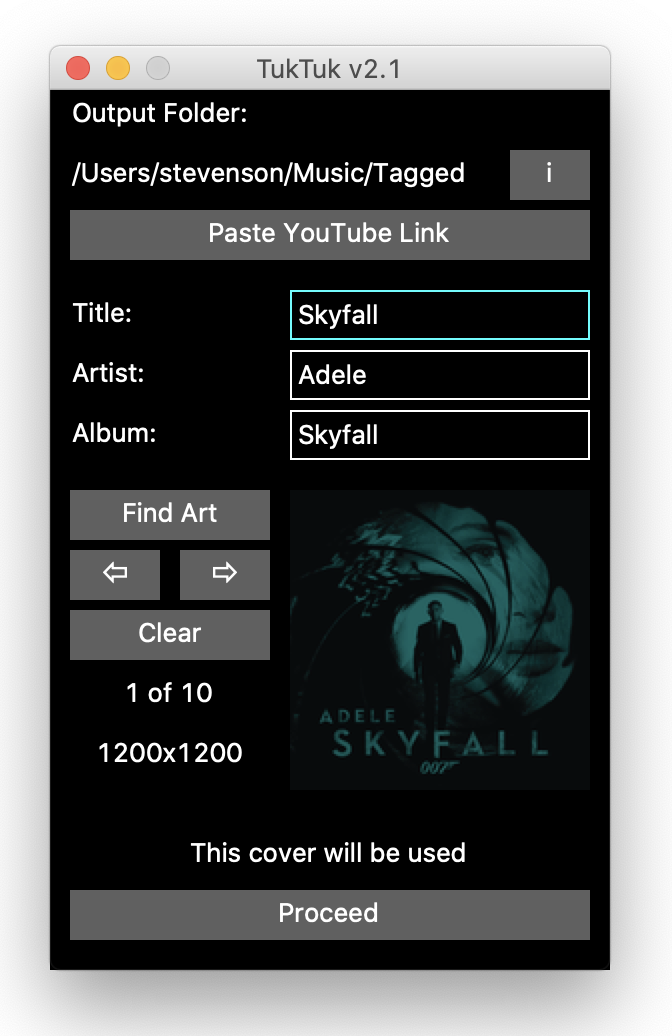 TukTuk v2.1
Output Folder:
/Users/stevenson/Music/Tagged
i
Paste YouTube Link
Title: Skyfall
Artist: Adele
Album: Skyfall
Find Art
⇦ ⇨
Clear
1 of 10
1200x1200
ADELE
SKYFALL
007
This cover will be used
Proceed